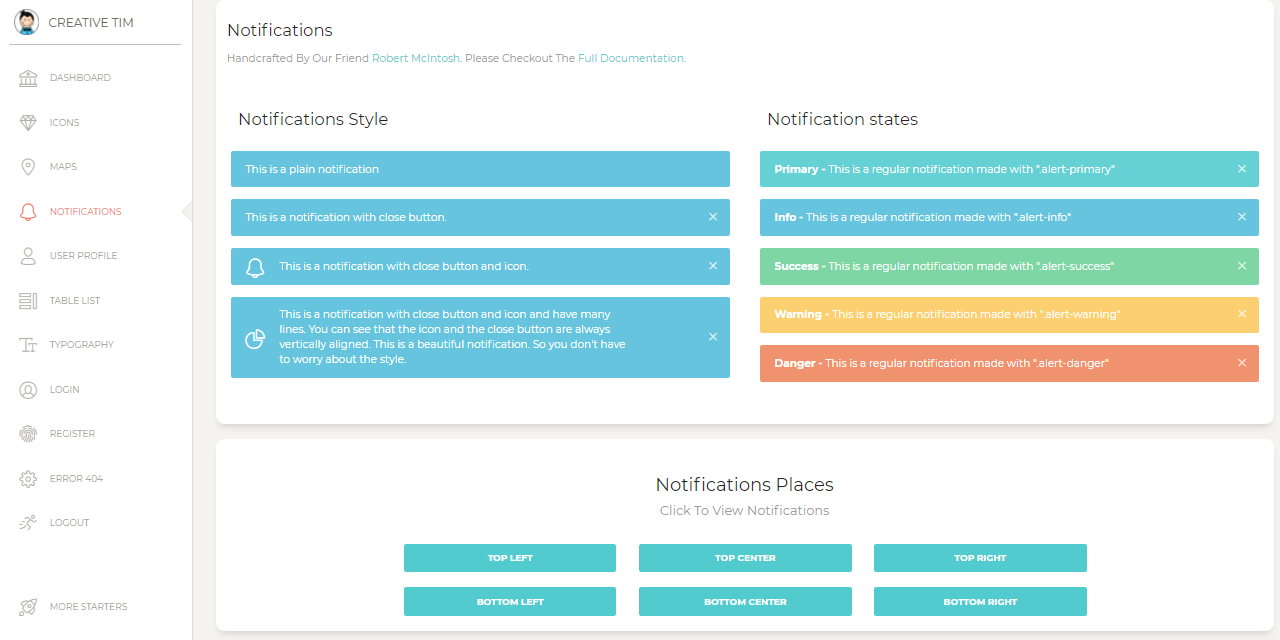 CREATIVE TIM
DASHBOARD
ICONS
MAPS
NOTIFICATIONS
USER PROFILE
TABLE LIST
TYPOGRAPHY
LOGIN
REGISTER
ERROR 404
LOGOUT
MORE STARTERS
Notifications
Handcrafted By Our Friend Robert McIntosh. Please Checkout The Full Documentation.
Notifications Style
This is a plain notification
This is a notification with close button.
This is a notification with close button and icon.
This is a notification with close button and icon and have many
lines. You can see that the icon and the close button are always
vertically aligned. This is a beautiful notification. So you don't have
to worry about the style.
Notification states
Primary - This is a regular notification made with ".alert-primary"
Info - This is a regular notification made with ".alert-info"
Success - This is a regular notification made with ".alert-success"
Warning - This is a regular notification made with ".alert-warning"
Danger - This is a regular notification made with ".alert-danger"
Notifications Places
Click To View Notifications
TOP LEFT
TOP CENTER
TOP RIGHT
BOTTOM LEFT
BOTTOM CENTER
BOTTOM RIGHT